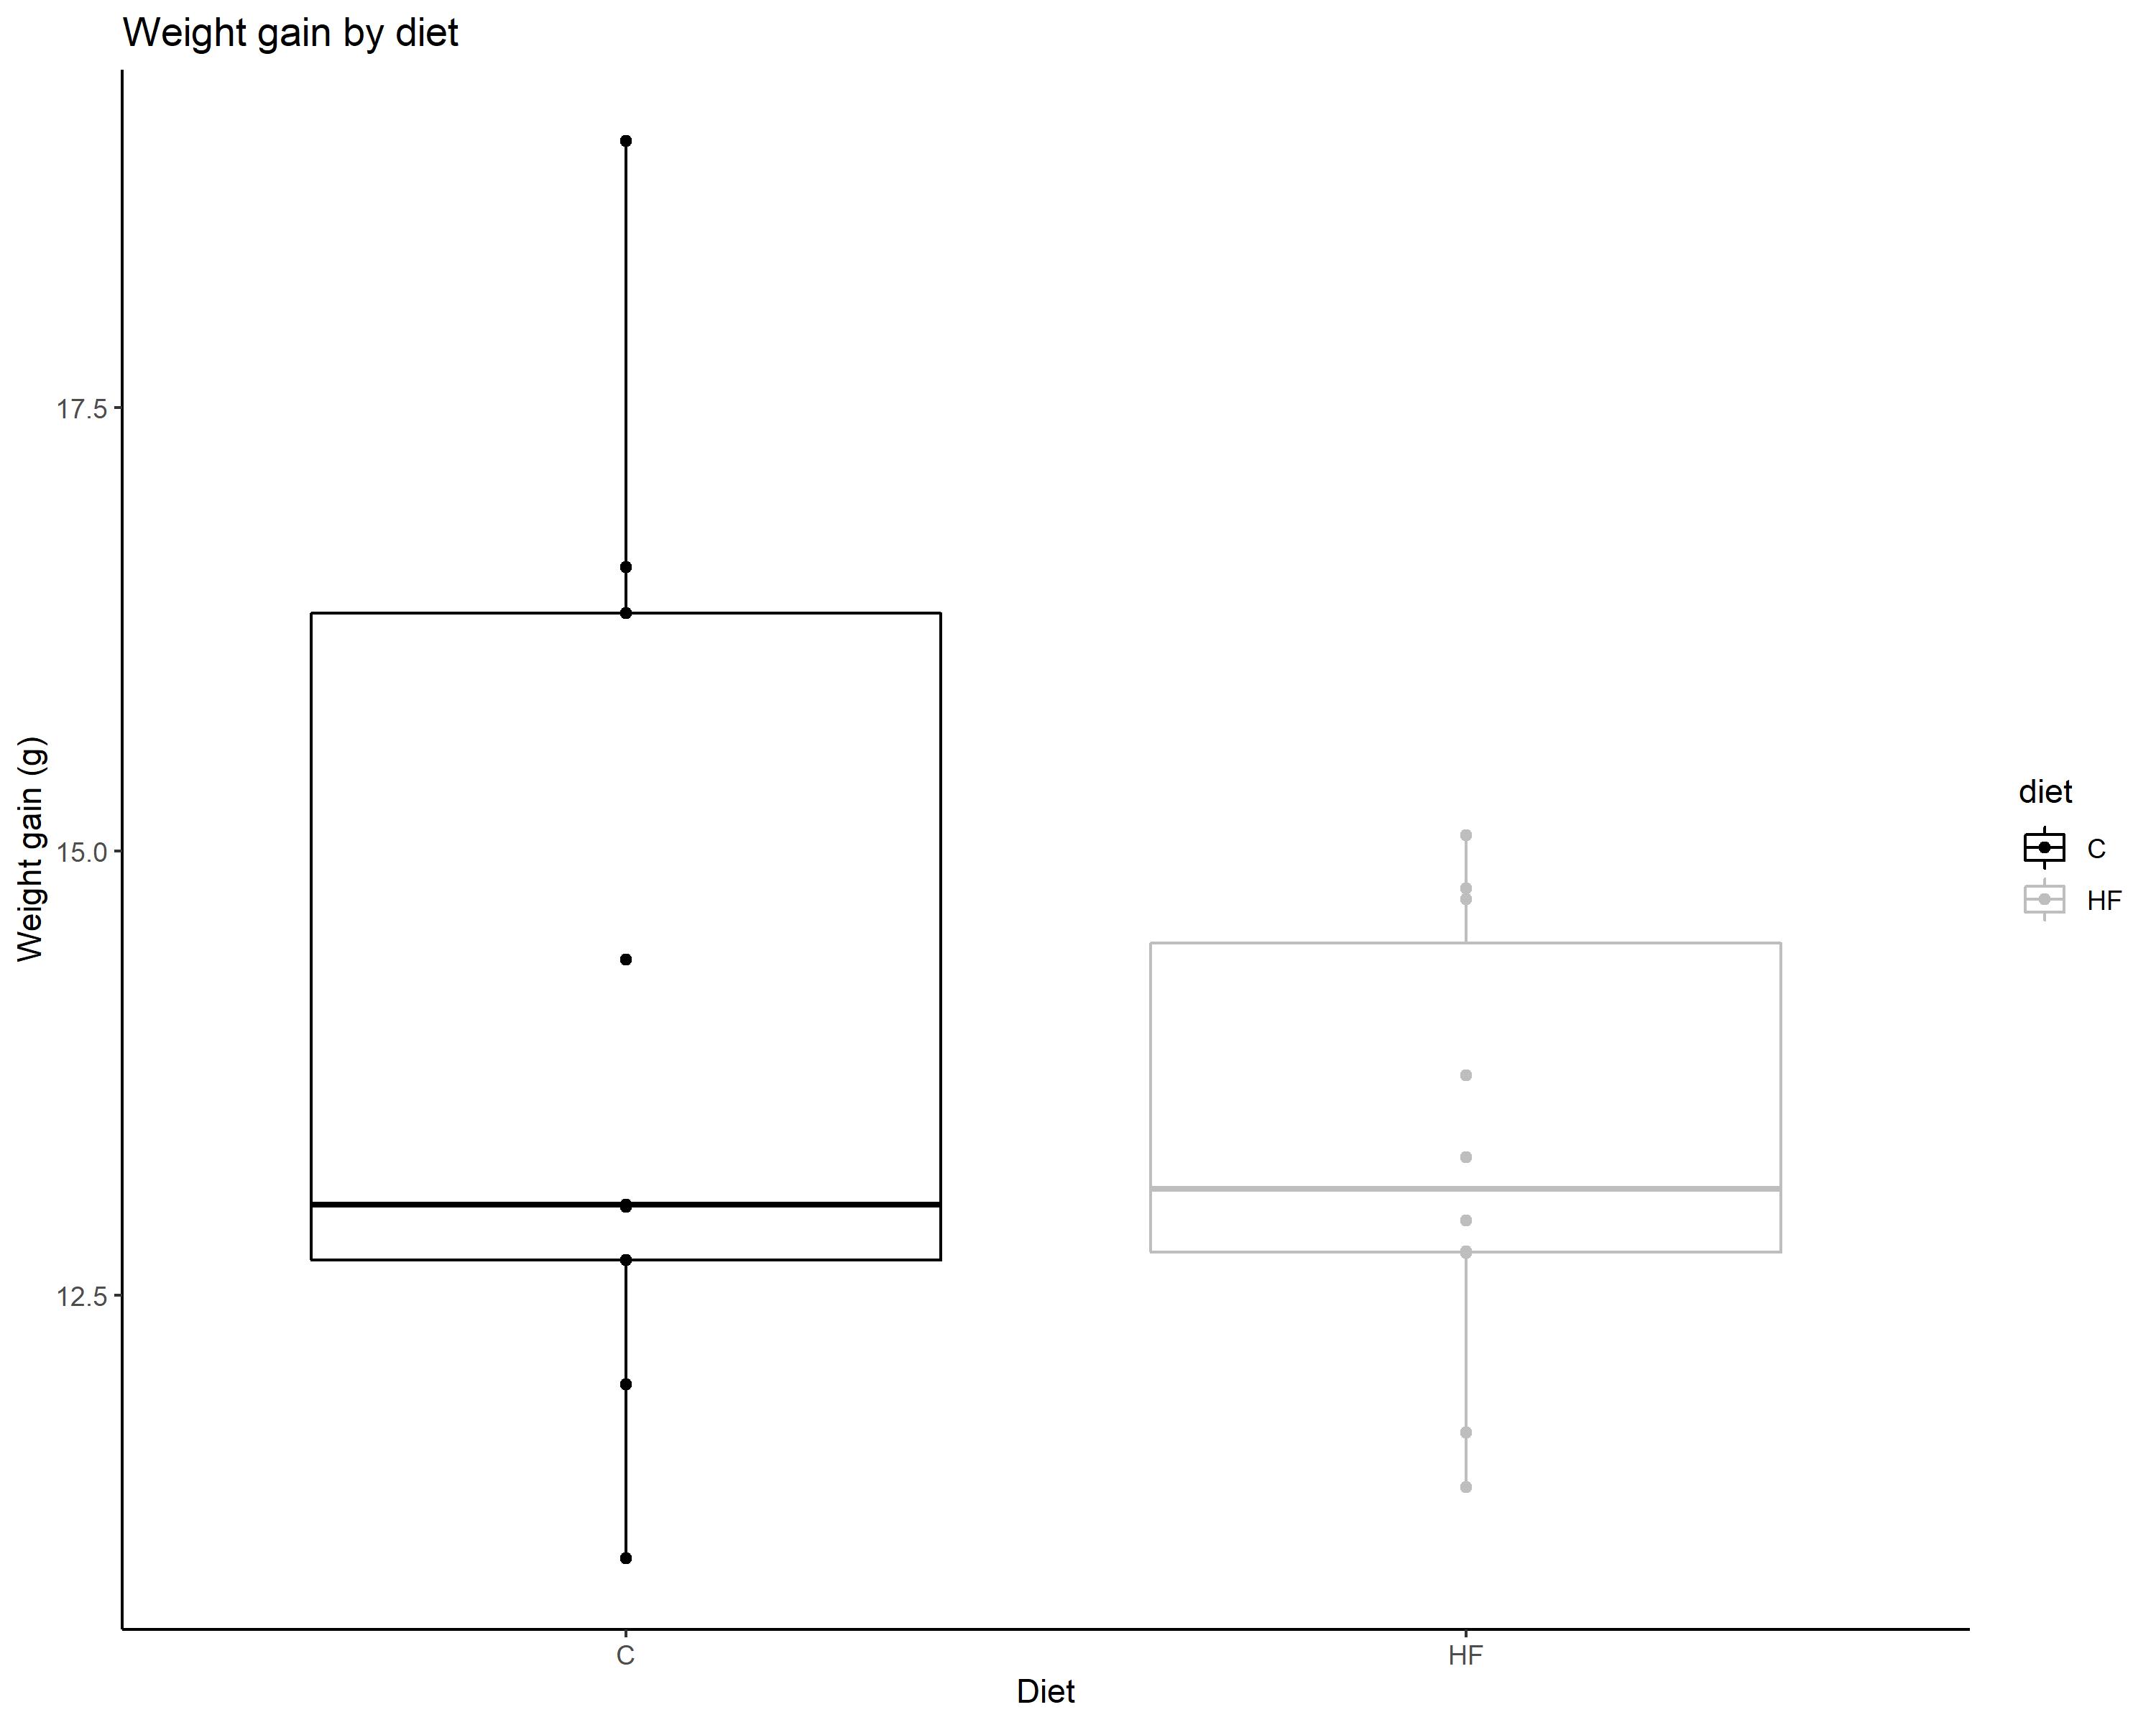 Weight gain by diet
Weight gain (g)
17.5
15.0
12.5
C
HF
Diet
diet
C
HF